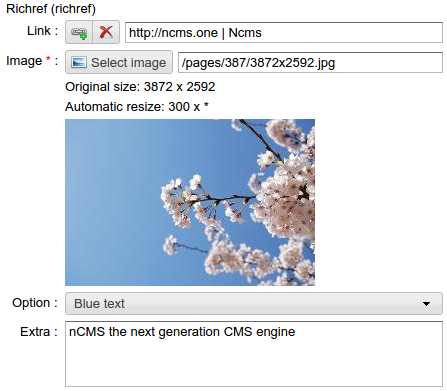 Richref (richref)
Link : http://ncms.one | Ncms
Image * : Select image /pages/387/3872x2592.jpg
Original size: 3872 x 2592
Automatic resize: 300 x *
Option : Blue text
Extra : nCMS the next generation CMS engine